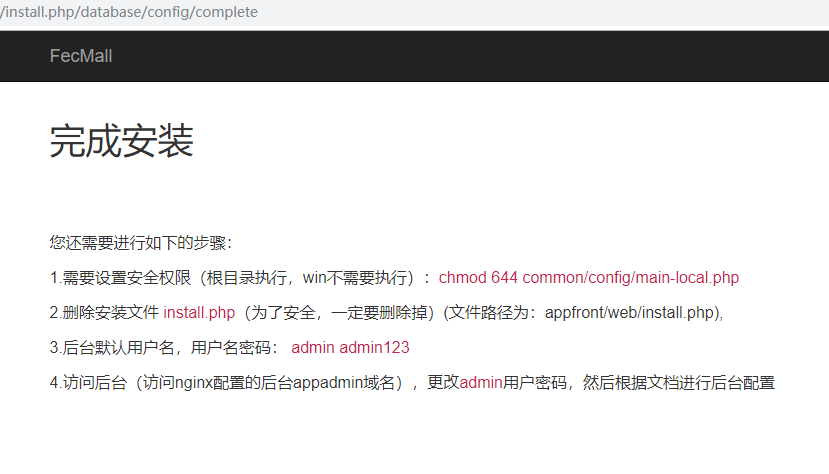 /install.php/database/config/complete
FecMall
完成安装
您还需要进行如下的步骤：
1.需要设置安全权限（根目录执行，win不需要执行）：chmod 644 common/config/main-local.php
2.删除安装文件 install.php（为了安全，一定要删除掉）(文件路径为：appfront/web/install.php),
3.后台默认用户名，用户名密码： admin admin123
4.访问后台（访问nginx配置的后台appadmin域名），更改admin用户密码，然后根据文档进行后台配置